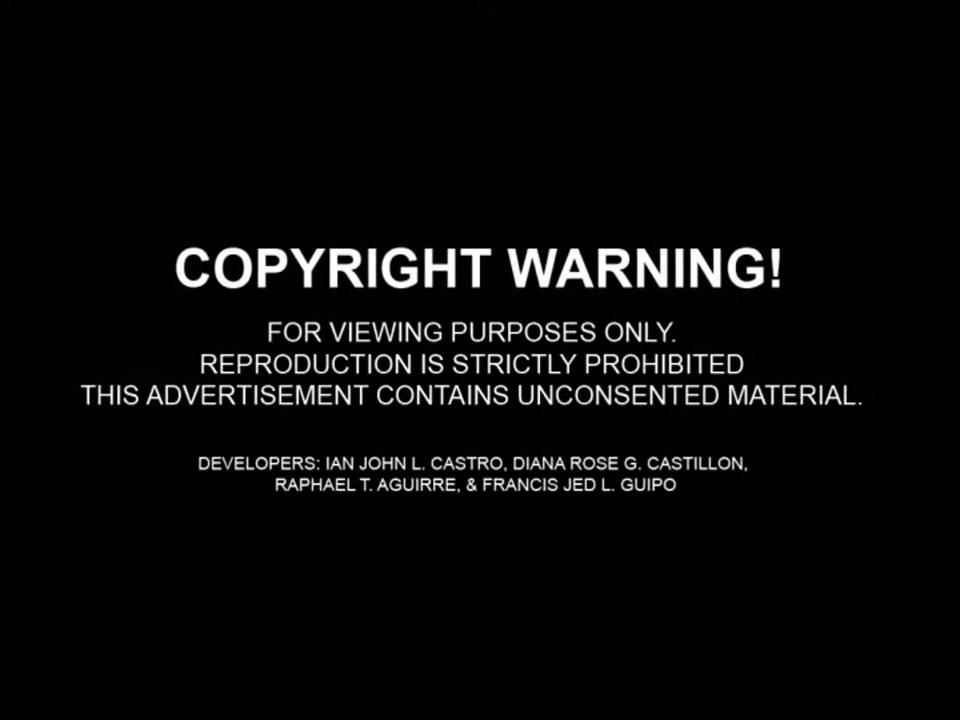 COPYRIGHT WARNING!
FOR VIEWING PURPOSES ONLY.
REPRODUCTION IS STRICTLY PROHIBITED
THIS ADVERTISEMENT CONTAINS UNCONSENTED MATERIAL.
DEVELOPERS: IAN JOHN L. CASTRO, DIANA ROSE G. CASTILLON,
RAPHAEL T. AGUIRRE, & FRANCIS JED L. GUIPO